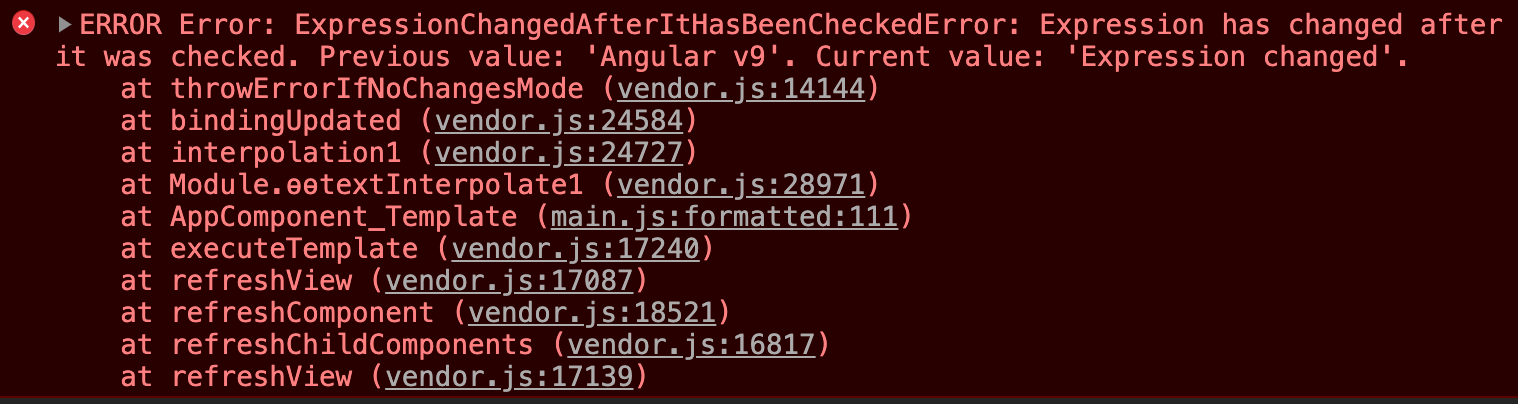 ERROR Error: ExpressionChangedAfterItHasBeenCheckedError: Expression has changed after
it was checked. Previous value: 'Angular v9'. Current value: 'Expression changed'.
at throwErrorIfNoChangesMode (vendor.js:14144)
at bindingUpdated (vendor.js:24584)
at interpolation1 (vendor.js:24727)
at Module.ɵɵtextInterpolate1 (vendor.js:28971)
at AppComponent_Template (main.js:formatted:111)
at executeTemplate (vendor.js:17240)
at refreshView (vendor.js:17087)
at refreshComponent (vendor.js:18521)
at refreshChildComponents (vendor.js:16817)
at refreshView (vendor.js:17139)